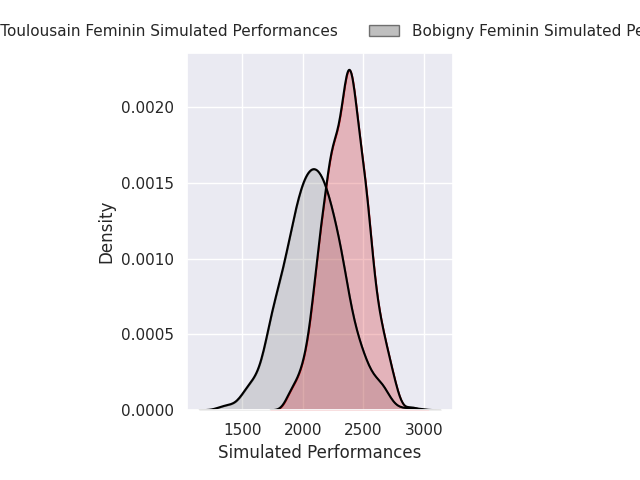 Toulousain Feminin Simulated Performances Bobigny Feminin Simulated
0.0020
0.0015
0.0010
0.0005
0.0000
Density
1500 2000 2500 3000
Simulated Performances